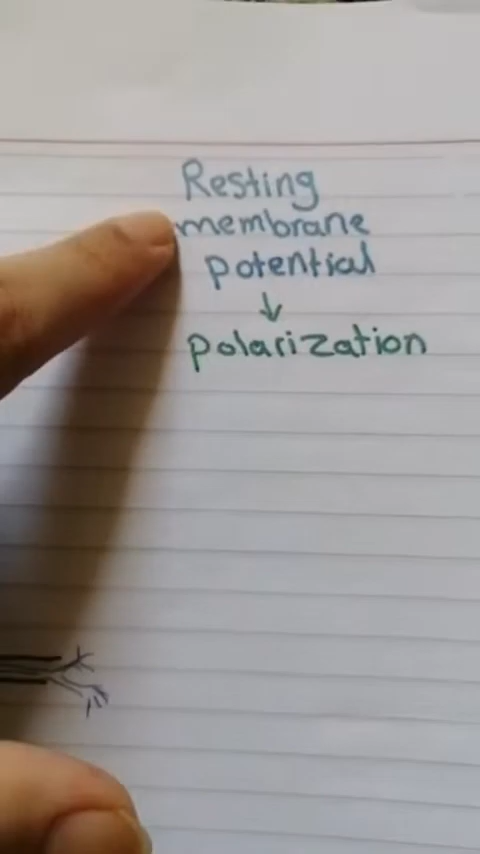 Resting
membrane
potential
↓
polarization